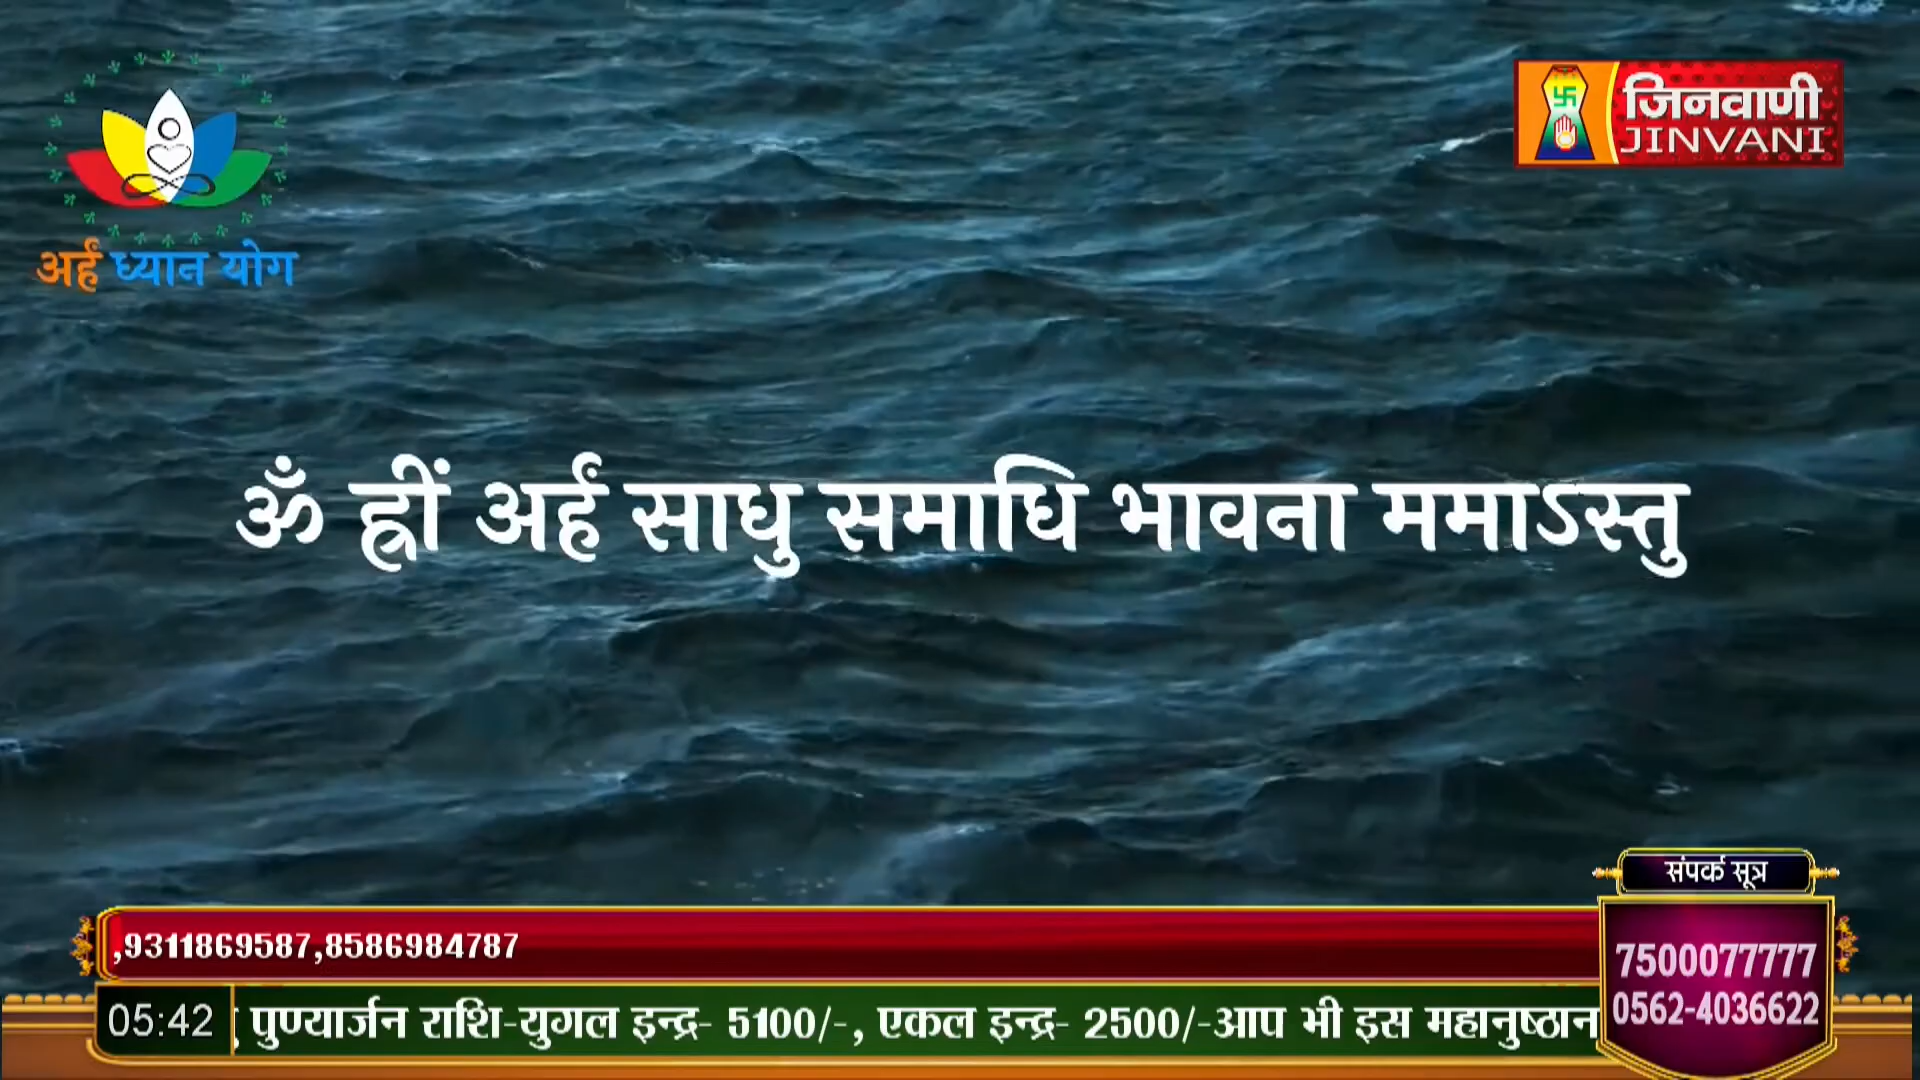 जिनवाणी
JINVANI
अर्हं ध्यान योग
ॐ ह्रीं अर्हं साधु समाधि भावना ममाऽस्तु
संपर्क सूत्र
,9311869587,8586984787
7500077777
0562-4036622
05:42
पुण्यार्जन राशि-युगल इन्द्र- 5100/-, एकल इन्द्र- 2500/-आप भी इस महानुष्ठान